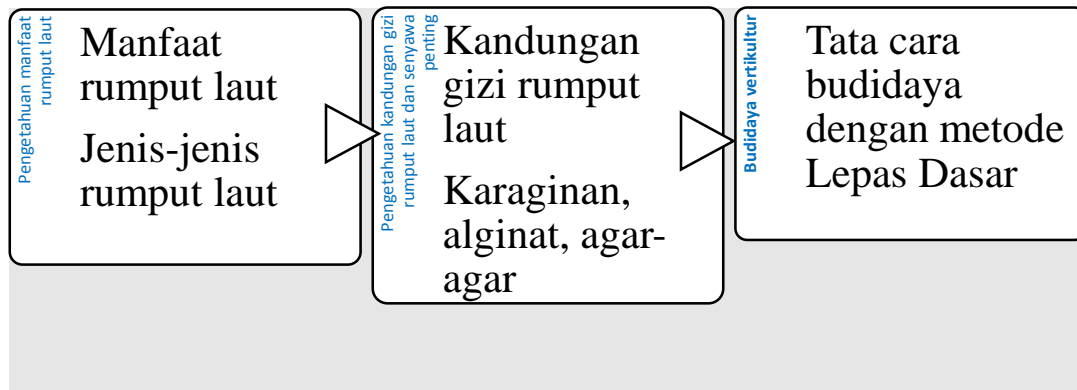 Pengetahuan manfaat
rumput laut
Manfaat
rumput laut
Jenis-jenis
rumput laut
Pengetahuan kandungan gizi
rumput laut dan senyawa
penting
Kandungan
gizi rumput
laut
Karaginan,
alginat, agar-
agar
Budidaya vertikultur
Tata cara
budidaya
dengan metode
Lepas Dasar